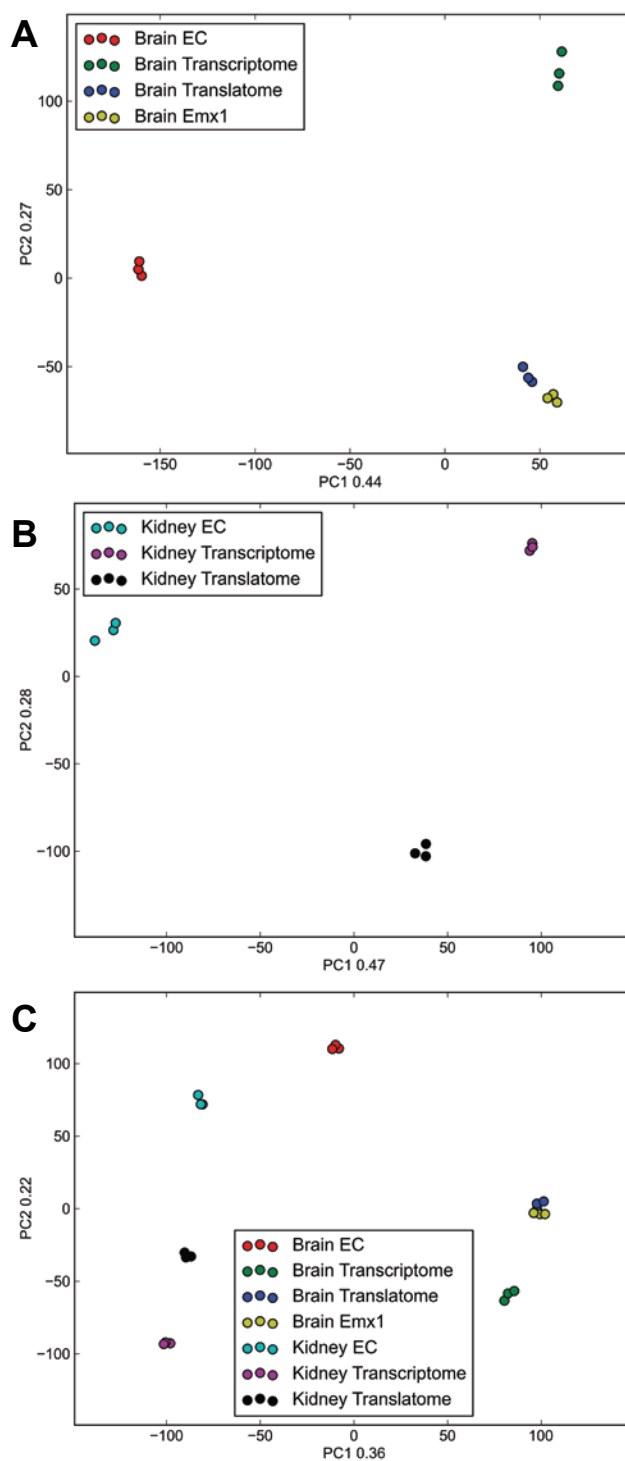 A
Brain EC
Brain Transcriptome
Brain Translatome
Brain Emx1
100
50
0
−50
PC2 0.27
−150 −100 −50 0 50
PC1 0.44
B
Kidney EC
Kidney Transcriptome
Kidney Translatome
50
0
−50
−100
PC2 0.28
−100 −50 0 50 100
PC1 0.47
C
100
50
0
−50
−100
PC2 0.22
Brain EC
Brain Transcriptome
Brain Translatome
Brain Emx1
Kidney EC
Kidney Transcriptome
Kidney Translatome
−100 −50 0 50 100
PC1 0.36